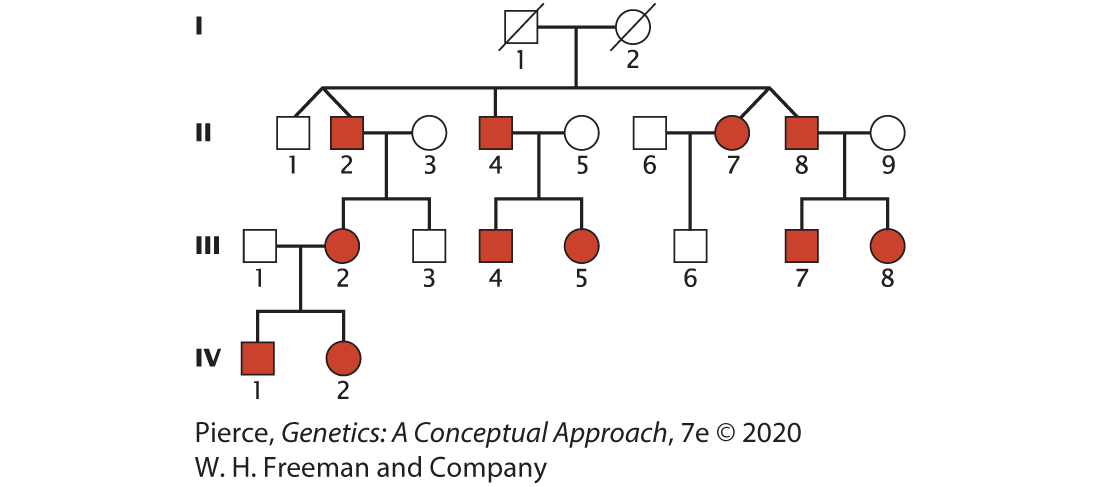 I
1 2
II
1 2 3 4 5 6 7 8 9
III
1 2 3 4 5 6 7 8
IV
1 2
Pierce, Genetics: A Conceptual Approach, 7e © 2020
W. H. Freeman and Company